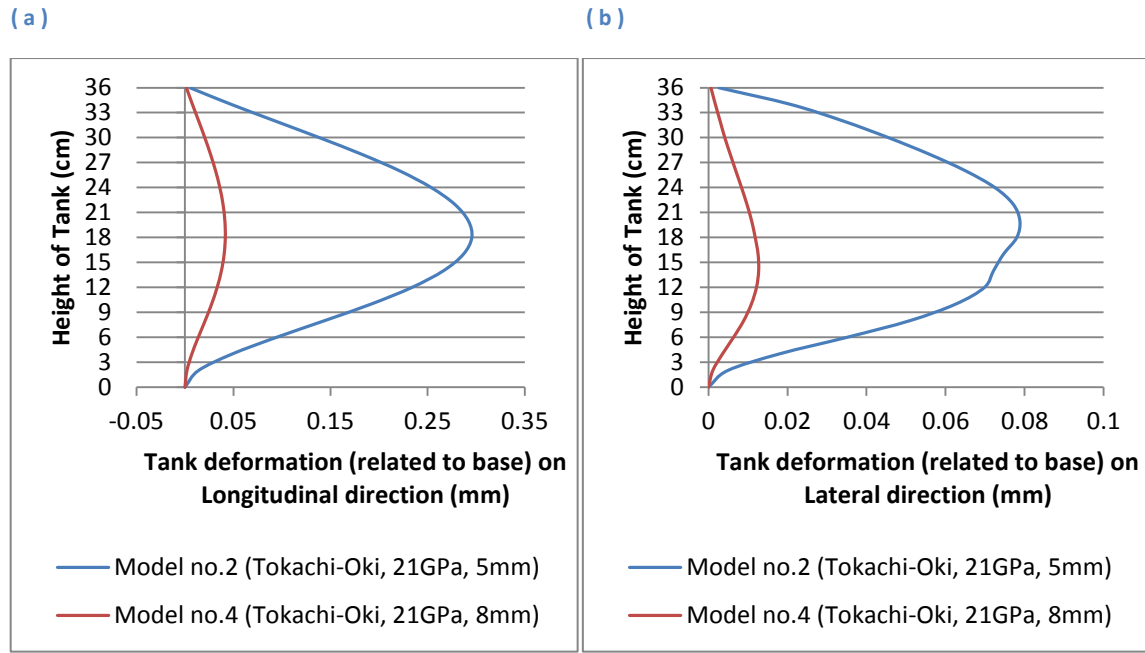 ( a )
36
33
30
27
24
21
18
15
12
9
6
3
0
Height of Tank (cm)
-0.05 0.05 0.15 0.25 0.35
Tank deformation (related to base) on
Longitudinal direction (mm)
Model no.2 (Tokachi-Oki, 21GPa, 5mm)
Model no.4 (Tokachi-Oki, 21GPa, 8mm)
( b )
36
33
30
27
24
21
18
15
12
9
6
3
0
Height of Tank (cm)
0 0.02 0.04 0.06 0.08 0.1
Tank deformation (related to base) on
Lateral direction (mm)
Model no.2 (Tokachi-Oki, 21GPa, 5mm)
Model no.4 (Tokachi-Oki, 21GPa, 8mm)